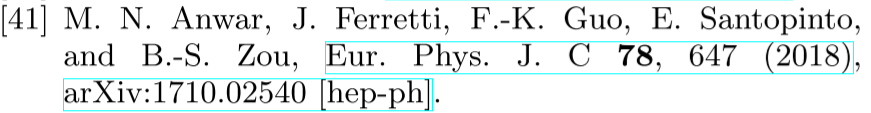 [41] M. N. Anwar, J. Ferretti, F.-K. Guo, E. Santopinto,
and B.-S. Zou, Eur. Phys. J. C 78, 647 (2018),
arXiv:1710.02540 [hep-ph].